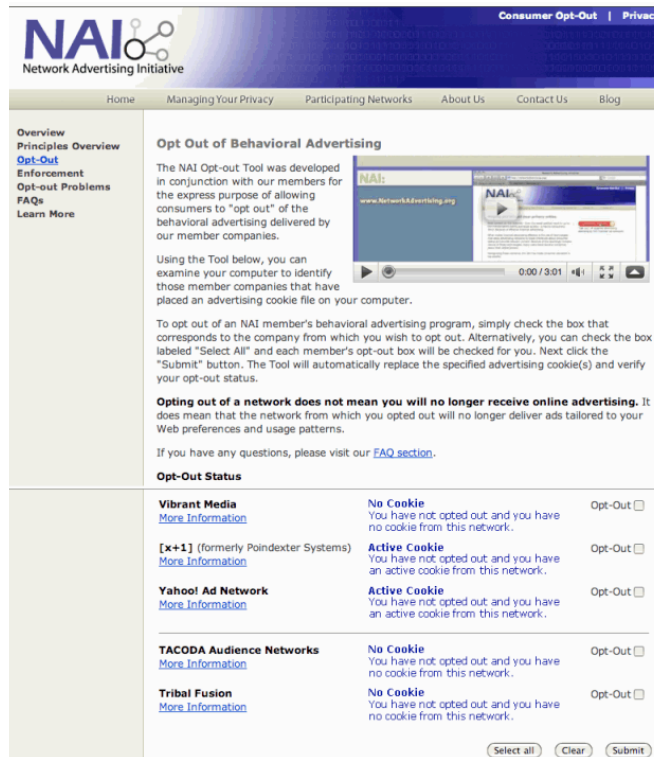 Consumer Opt-Out | Privac
NAI
Network Advertising Initiative
Home Managing Your Privacy Participating Networks About Us Contact Us Blog
Overview
Principles Overview
Opt-Out
Enforcement
Opt-out Problems
FAQs
Learn More
Opt Out of Behavioral Advertising
The NAI Opt-out Tool was developed
in conjunction with our members for
the express purpose of allowing
consumers to "opt out" of the
behavioral advertising delivered by
our member companies.
NAI:
www.NetworkAdvertising.org
NAI
0:00 / 3:01
Using the Tool below, you can
examine your computer to identify
those member companies that have
placed an advertising cookie file on your computer.
To opt out of an NAI member's behavioral advertising program, simply check the box that
corresponds to the company from which you wish to opt out. Alternatively, you can check the box
labeled "Select All" and each member's opt-out box will be checked for you. Next click the
"Submit" button. The Tool will automatically replace the specified advertising cookie(s) and verify
your opt-out status.
Opting out of a network does not mean you will no longer receive online advertising. It
does mean that the network from which you opted out will no longer deliver ads tailored to your
Web preferences and usage patterns.
If you have any questions, please visit our FAQ section.
Opt-Out Status
Vibrant Media No Cookie Opt-Out
More Information You have not opted out and you have
no cookie from this network.
[x+1] (formerly Poindexter Systems) Active Cookie Opt-Out
More Information You have not opted out and you have
an active cookie from this network.
Yahoo! Ad Network Active Cookie Opt-Out
More Information You have not opted out and you have
an active cookie from this network.
TACODA Audience Networks No Cookie Opt-Out
More Information You have not opted out and you have
no cookie from this network.
Tribal Fusion No Cookie Opt-Out
More Information You have not opted out and you have
no cookie from this network.
Select all Clear Submit